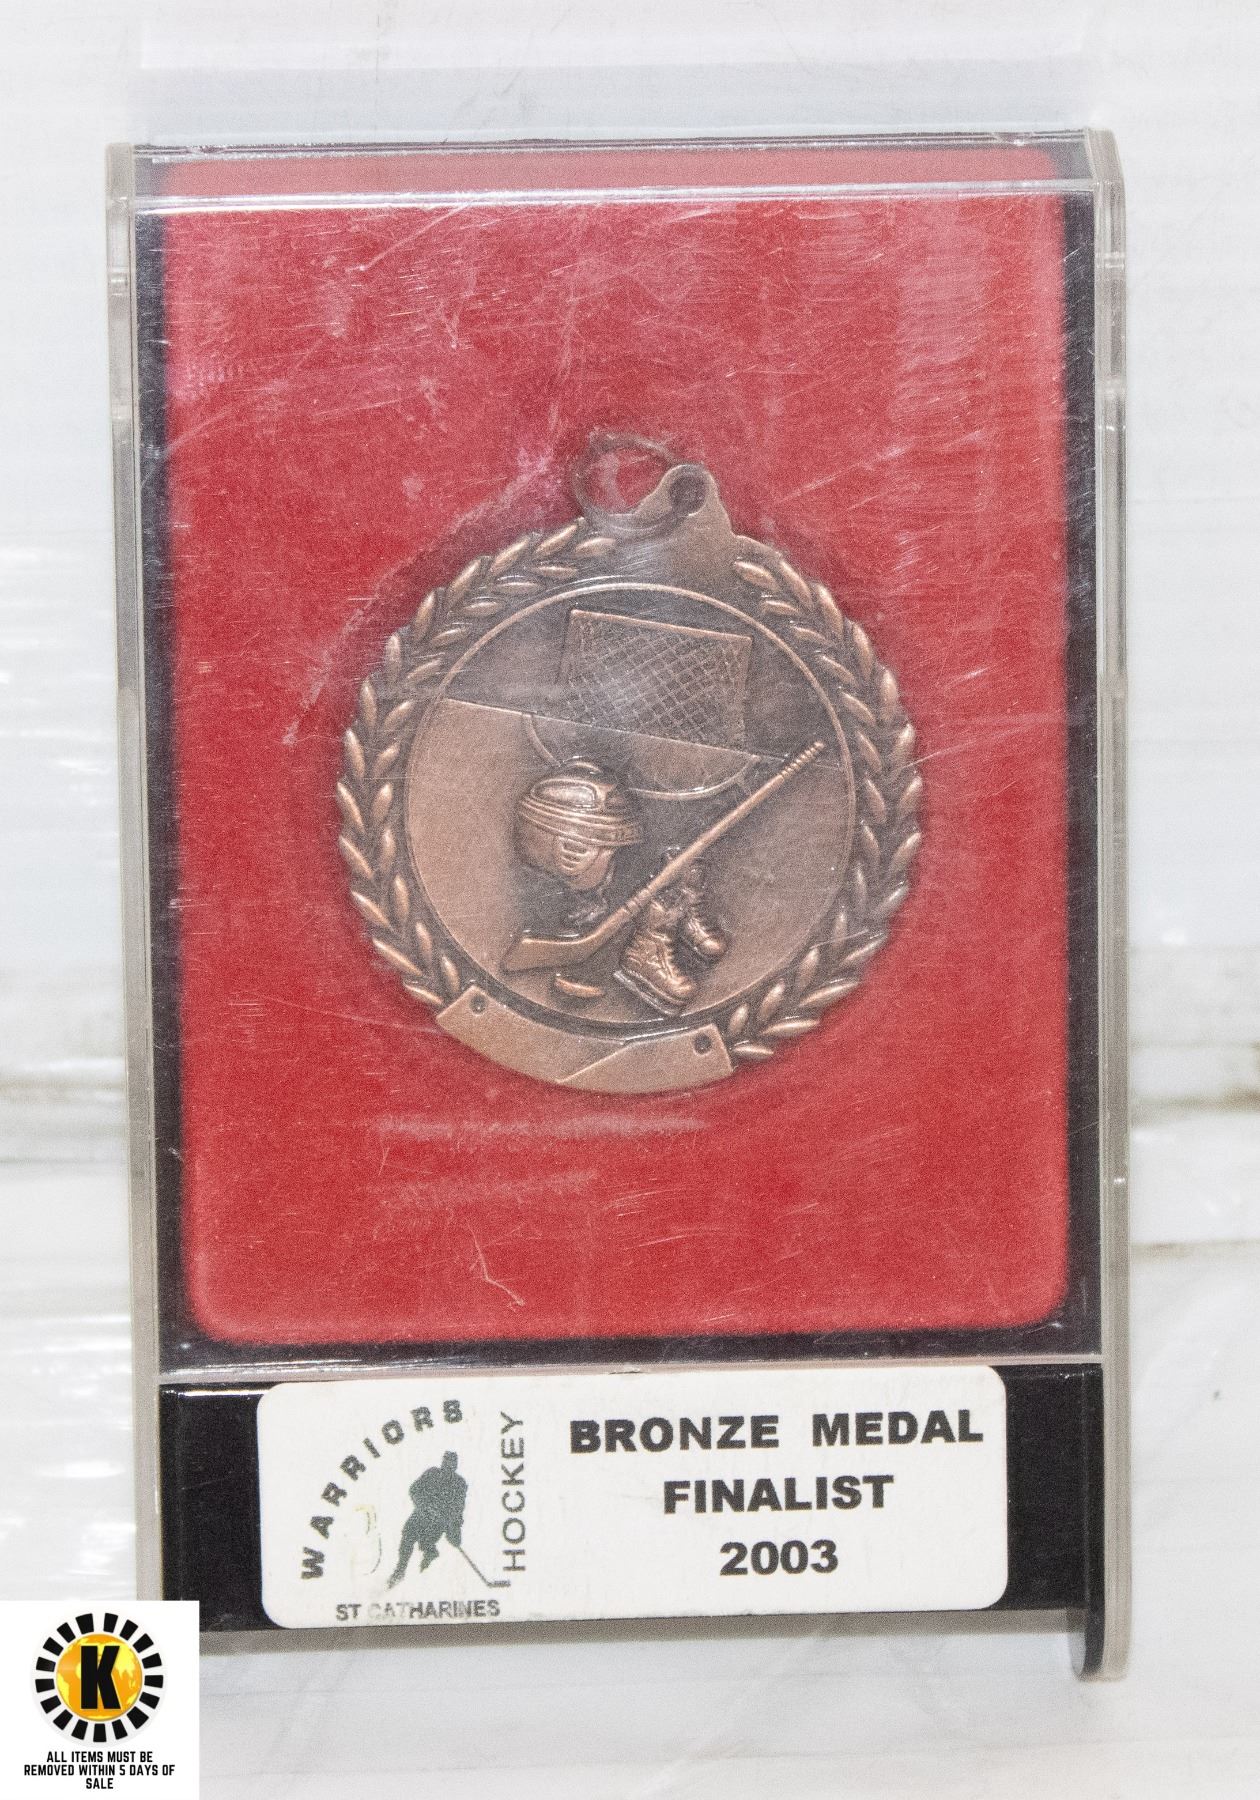 WARRIORS
HOCKEY
ST CATHARINES
BRONZE MEDAL
FINALIST
2003
K
ALL ITEMS MUST BE
REMOVED WITHIN 5 DAYS OF
SALE